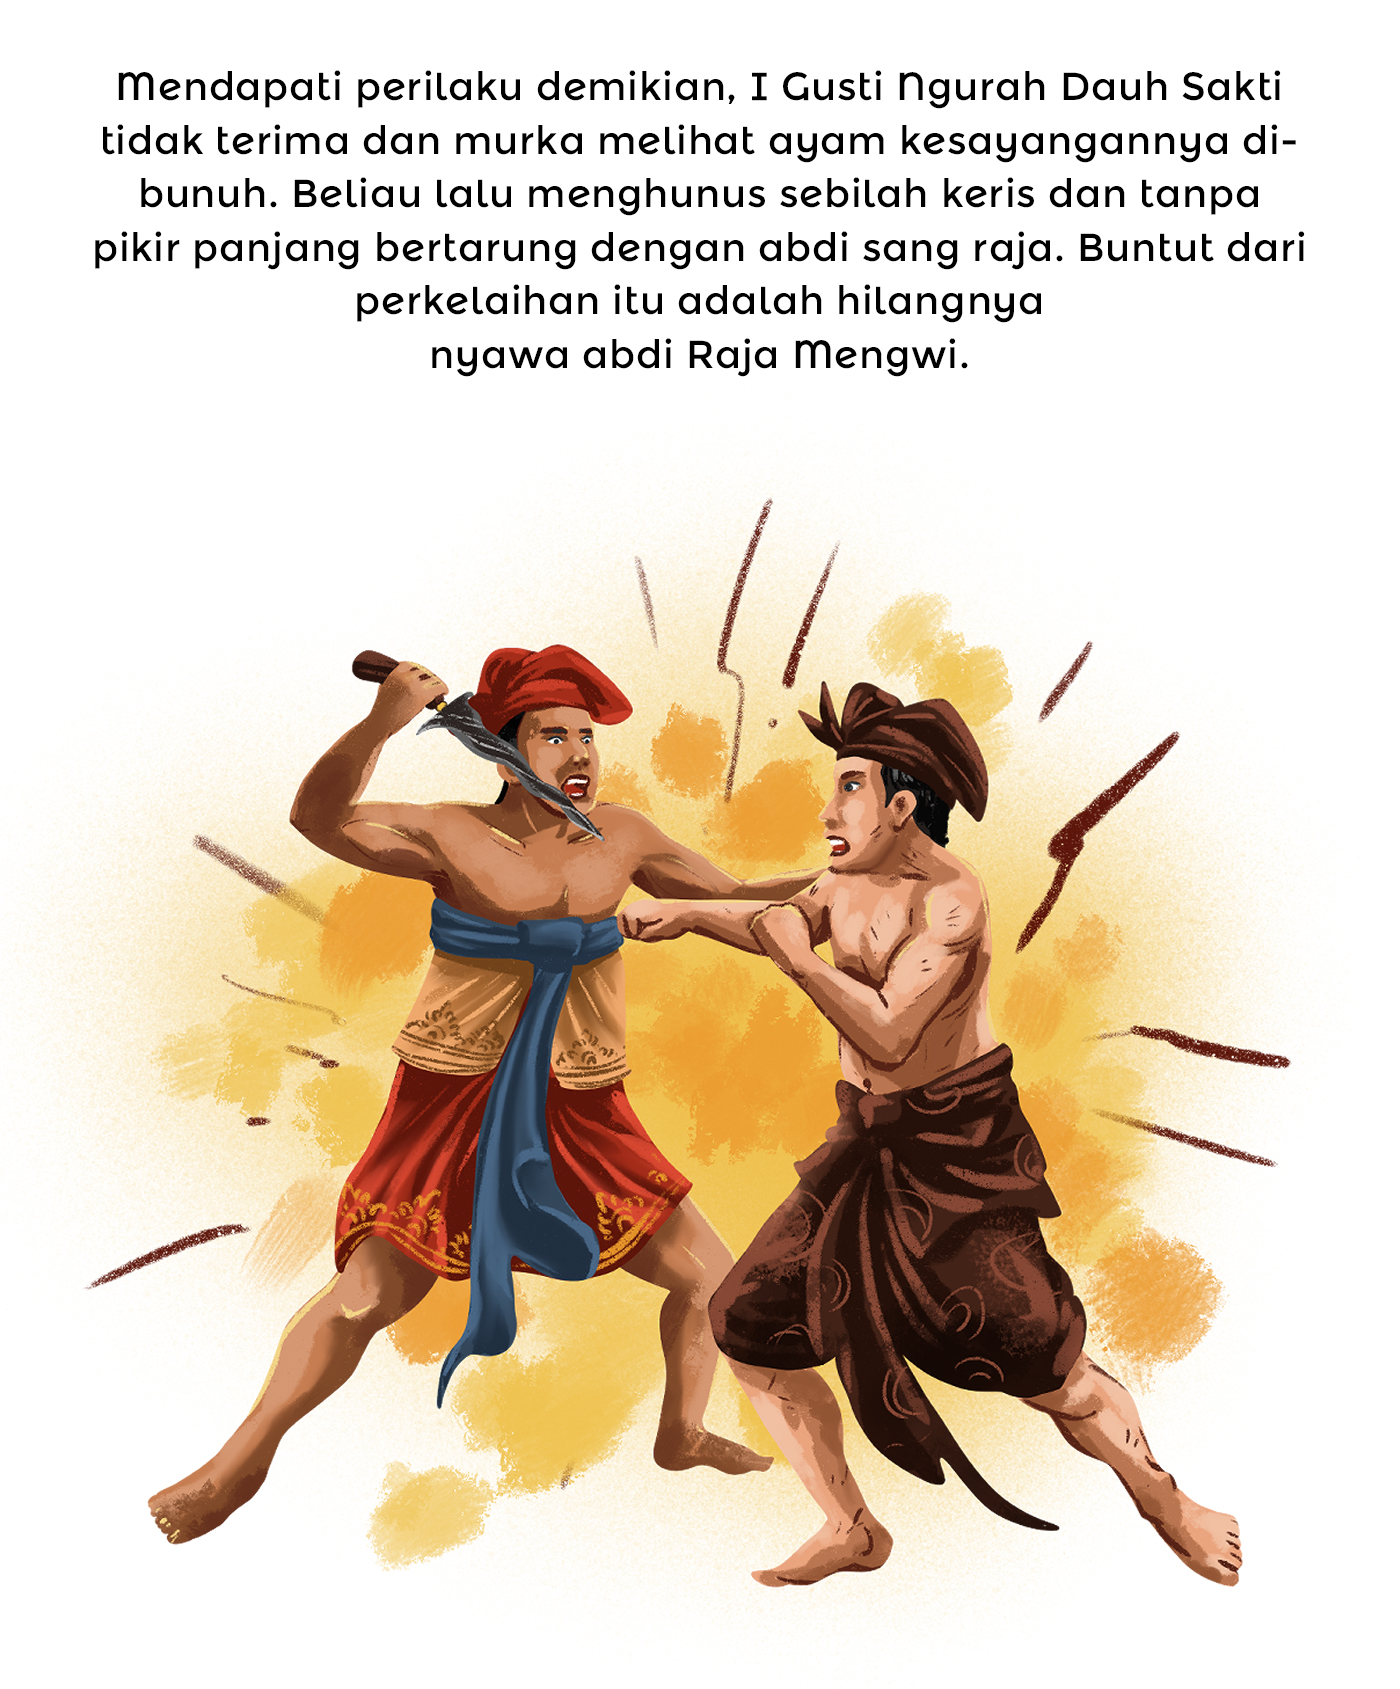 Mendapati perilaku demikian, I Gusti Ngurah Dauh Sakti
tidak terima dan murka melihat ayam kesayangannya di-
bunuh. Beliau lalu menghunus sebilah keris dan tanpa
pikir panjang bertarung dengan abdi sang raja. Buntut dari
perkelaihan itu adalah hilangnya
nyawa abdi Raja Mengwi.